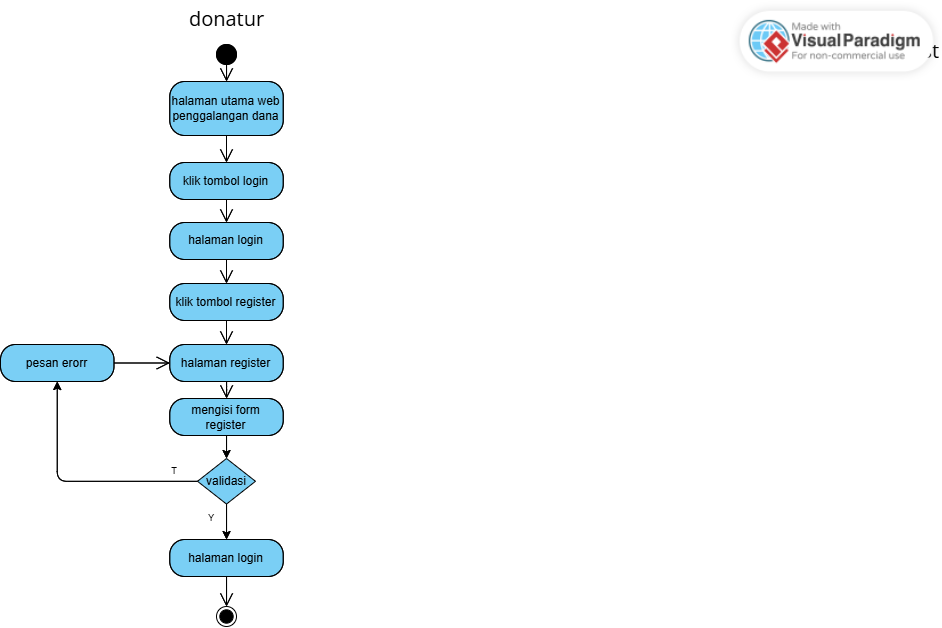 donatur
Made with
Visual Paradigm
For non-commercial use
halaman utama web
penggalangan dana
klik tombol login
halaman login
klik tombol register
pesan erorr
halaman register
mengisi form
register
T
validasi
Y
halaman login